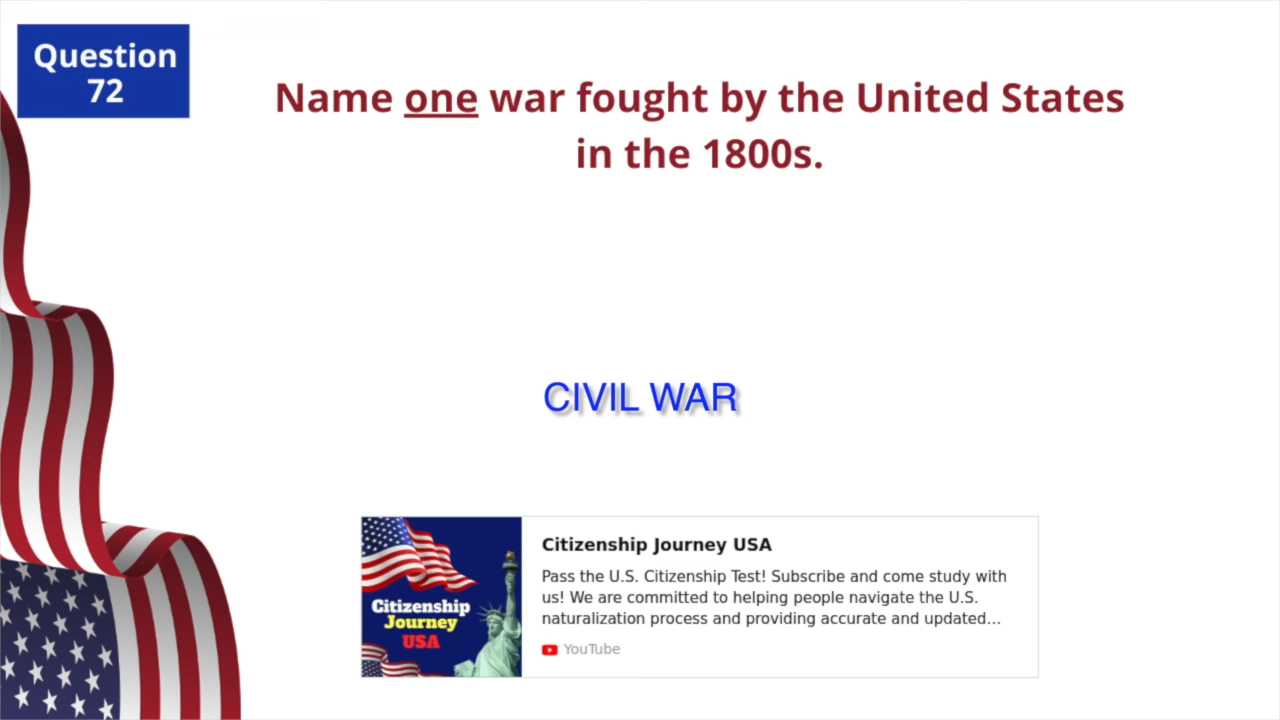 Question
72
Name one war fought by the United States
in the 1800s.
CIVIL WAR
Citizenship
Journey
USA
Citizenship Journey USA
Pass the U.S. Citizenship Test! Subscribe and come study with
us! We are committed to helping people navigate the U.S.
naturalization process and providing accurate and updated...
YouTube